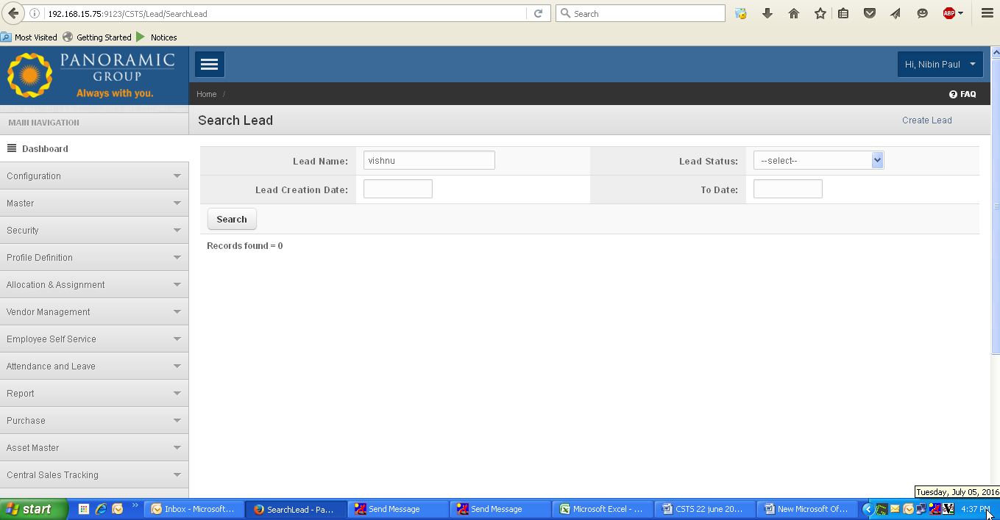 192.168.15.75:9123/CSTS/Lead/SearchLead
Search
ABP
Most Visited
Getting Started
Notices
PANORAMIC
GROUP
Always with you.
Hi, Nibin Paul
Home /
FAQ
MAIN NAVIGATION
Search Lead
Create Lead
Dashboard
Configuration
Master
Security
Profile Definition
Allocation & Assignment
Vendor Management
Employee Self Service
Attendance and Leave
Report
Purchase
Asset Master
Central Sales Tracking
Lead Name:
vishnu
Lead Status:
--select--
Lead Creation Date:
To Date:
Search
Records found = 0
Tuesday, July 05, 2016
start
Inbox - Microsoft...
SearchLead - Pa...
Send Message
Send Message
Microsoft Excel - ...
CSTS 22 june 20...
New Microsoft Of...
4:37 PM